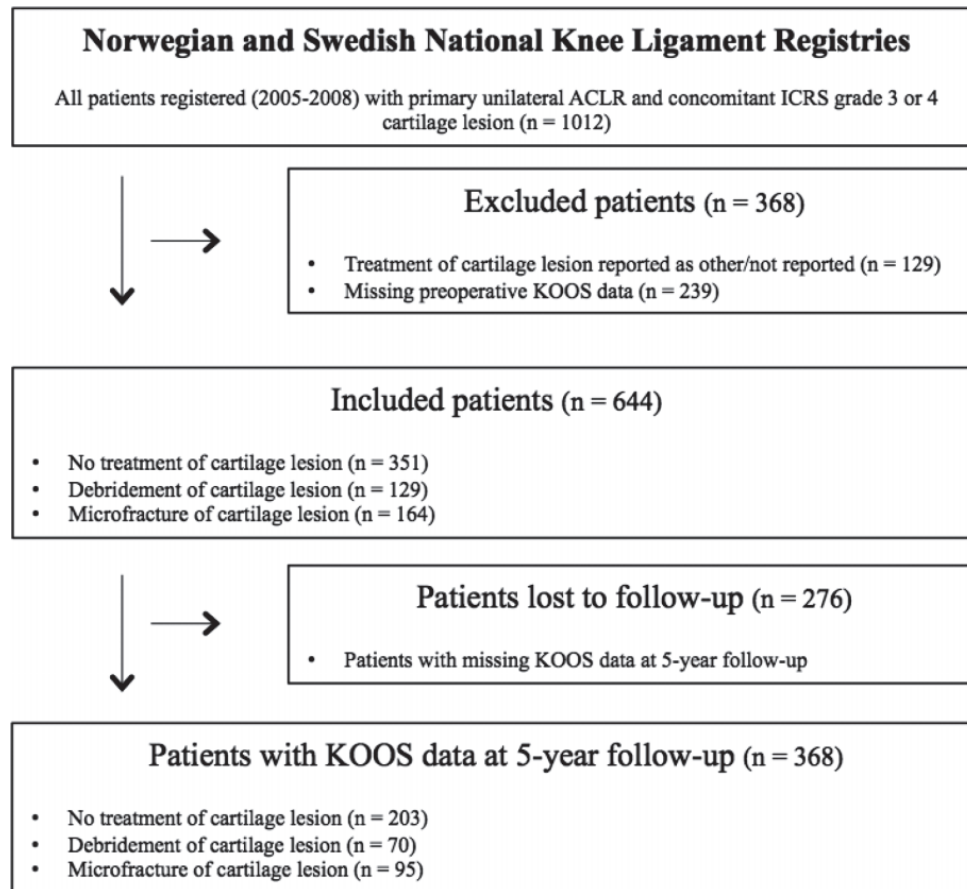 Norwegian and Swedish National Knee Ligament Registries
All patients registered (2005-2008) with primary unilateral ACLR and concomitant ICRS grade 3 or 4
cartilage lesion (n = 1012)
Excluded patients (n = 368)
• Treatment of cartilage lesion reported as other/not reported (n = 129)
• Missing preoperative KOOS data (n = 239)
Included patients (n = 644)
• No treatment of cartilage lesion (n = 351)
• Debridement of cartilage lesion (n = 129)
• Microfracture of cartilage lesion (n = 164)
Patients lost to follow-up (n = 276)
• Patients with missing KOOS data at 5-year follow-up
Patients with KOOS data at 5-year follow-up (n = 368)
• No treatment of cartilage lesion (n = 203)
• Debridement of cartilage lesion (n = 70)
• Microfracture of cartilage lesion (n = 95)